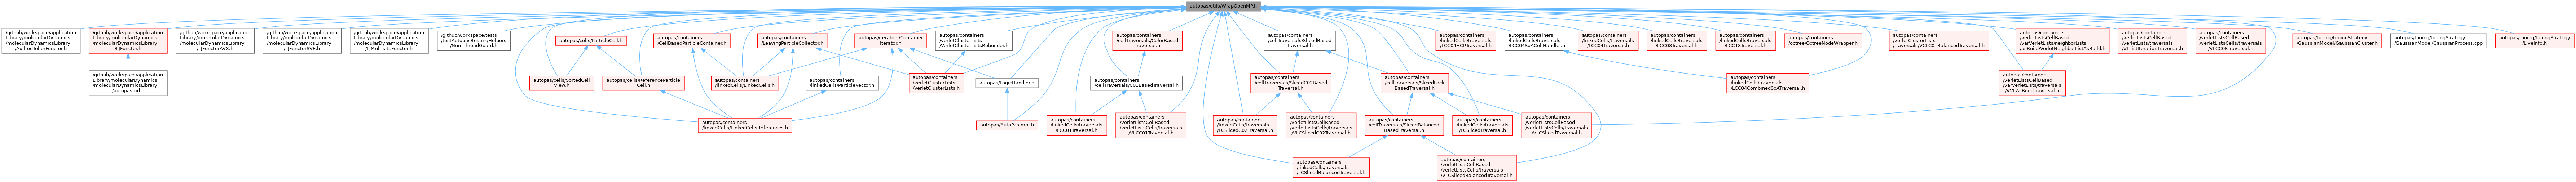 autopas/utils/WrapOpenMP.h
/github/workspace/application
Library/molecularDynamics
/molecularDynamicsLibrary
/AxilrodTellerFunctor.h
/github/workspace/application
Library/molecularDynamics
/molecularDynamicsLibrary
/LJFunctor.h
/github/workspace/application
Library/molecularDynamics
/molecularDynamicsLibrary
/LJFunctorAVX.h
/github/workspace/application
Library/molecularDynamics
/molecularDynamicsLibrary
/LJFunctorSVE.h
/github/workspace/application
Library/molecularDynamics
/molecularDynamicsLibrary
/LJMultisiteFunctor.h
/github/workspace/tests
/testAutopas/testingHelpers
/NumThreadGuard.h
autopas/cells/ParticleCell.h
autopas/containers
/CellBasedParticleContainer.h
autopas/containers
/LeavingParticleCollector.h
autopas/iterators/Container
Iterator.h
autopas/containers
/verletClusterLists
/VerletClusterListsRebuilder.h
autopas/containers
/cellTraversals/ColorBased
Traversal.h
autopas/containers
/cellTraversals/SlicedBased
Traversal.h
autopas/containers
/linkedCells/traversals
/LCC04HCPTraversal.h
autopas/containers
/linkedCells/traversals
/LCC04SoACellHandler.h
autopas/containers
/linkedCells/traversals
/LCC04Traversal.h
autopas/containers
/linkedCells/traversals
/LCC08Traversal.h
autopas/containers
/linkedCells/traversals
/LCC18Traversal.h
autopas/containers
/octree/OctreeNodeWrapper.h
autopas/containers
/verletClusterLists
/traversals/VCLC01BalancedTraversal.h
autopas/containers
/verletListsCellBased
/varVerletLists/neighborLists
/asBuild/VerletNeighborListAsBuild.h
autopas/containers
/verletListsCellBased
/verletLists/traversals
/VLListIterationTraversal.h
autopas/containers
/verletListsCellBased
/verletListsCells/traversals
/VLCC08Traversal.h
autopas/tuning/tuningStrategy
/GaussianModel/GaussianCluster.h
autopas/tuning/tuningStrategy
/GaussianModel/GaussianProcess.cpp
autopas/tuning/tuningStrategy
/LiveInfo.h
/github/workspace/application
Library/molecularDynamics
/molecularDynamicsLibrary
/autopasmd.h
autopas/cells/SortedCell
View.h
autopas/cells/ReferenceParticle
Cell.h
autopas/containers
/linkedCells/LinkedCells.h
autopas/containers
/linkedCells/ParticleVector.h
autopas/containers
/verletClusterLists
/VerletClusterLists.h
autopas/LogicHandler.h
autopas/containers
/cellTraversals/C01BasedTraversal.h
autopas/containers
/cellTraversals/SlicedC02Based
Traversal.h
autopas/containers
/cellTraversals/SlicedLock
BasedTraversal.h
autopas/containers
/linkedCells/traversals
/LCC04CombinedSoATraversal.h
autopas/containers
/verletListsCellBased
/varVerletLists/traversals
/VVLAsBuildTraversal.h
autopas/containers
/linkedCells/LinkedCellsReferences.h
autopas/AutoPasImpl.h
autopas/containers
/linkedCells/traversals
/LCC01Traversal.h
autopas/containers
/verletListsCellBased
/verletListsCells/traversals
/VLCC01Traversal.h
autopas/containers
/linkedCells/traversals
/LCSlicedC02Traversal.h
autopas/containers
/verletListsCellBased
/verletListsCells/traversals
/VLCSlicedC02Traversal.h
autopas/containers
/cellTraversals/SlicedBalanced
BasedTraversal.h
autopas/containers
/linkedCells/traversals
/LCSlicedTraversal.h
autopas/containers
/verletListsCellBased
/verletListsCells/traversals
/VLCSlicedTraversal.h
autopas/containers
/linkedCells/traversals
/LCSlicedBalancedTraversal.h
autopas/containers
/verletListsCellBased
/verletListsCells/traversals
/VLCSlicedBalancedTraversal.h